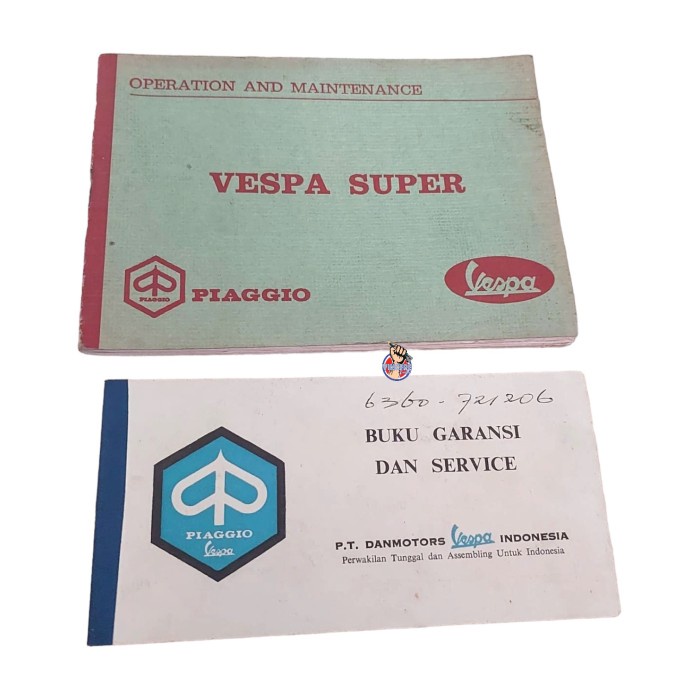 OPERATION AND MAINTENANCE
VESPA SUPER
PIAGGIO
PIAGGIO
Vespa
6360 - 721206
BUKU GARANSI
DAN SERVICE
PIAGGIO
Vespa
P.T. DANMOTORS Vespa INDONESIA
Perwakilan Tunggal dan Assembling Untuk Indonesia